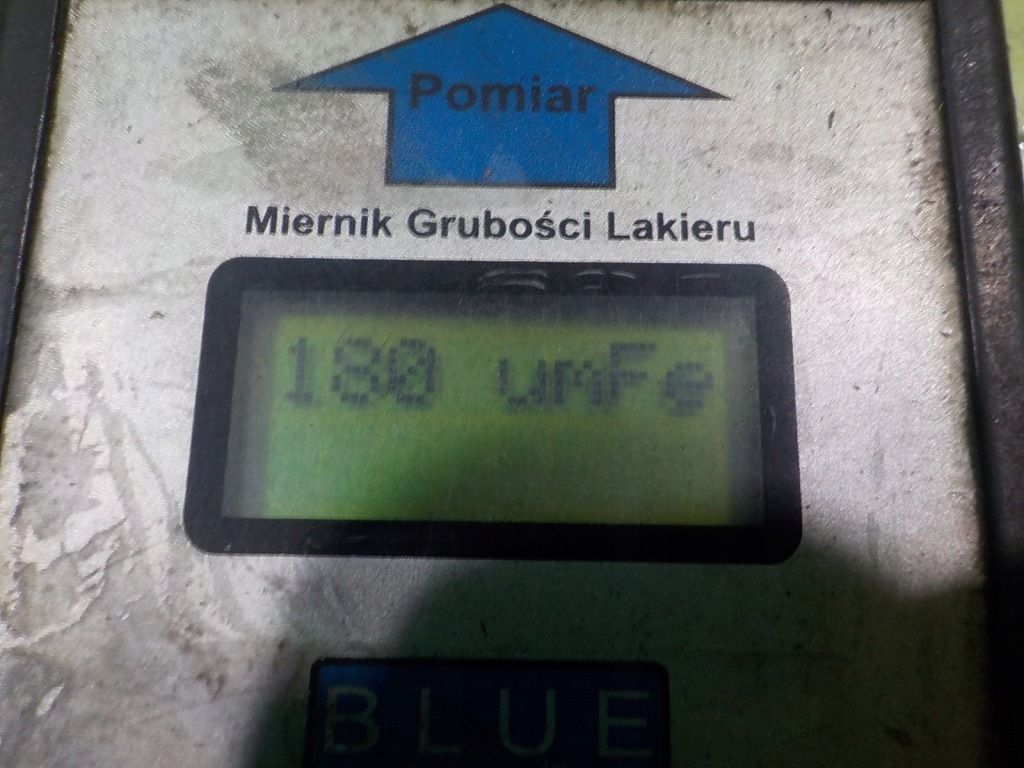 Pomiar
Miernik Grubości Lakieru
180 umFe
BLUE